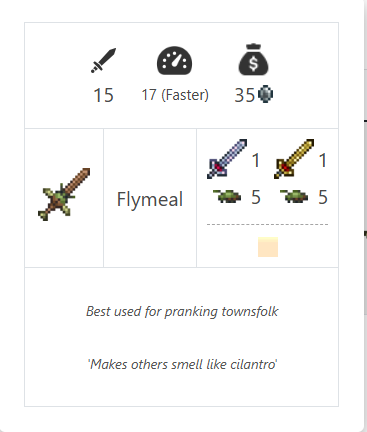 15 17 (Faster) 35
Flymeal
1 1
5 5
Best used for pranking townsfolk
'Makes others smell like cilantro'